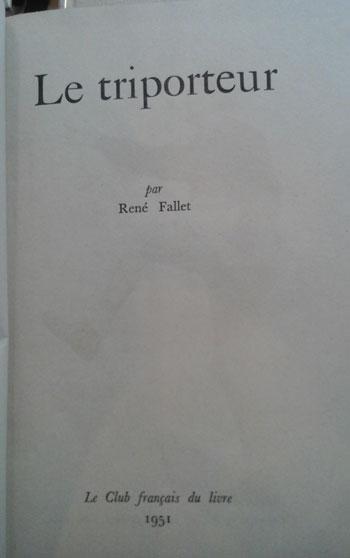 Le triporteur
par
René Fallet
Le Club français du livre
1951